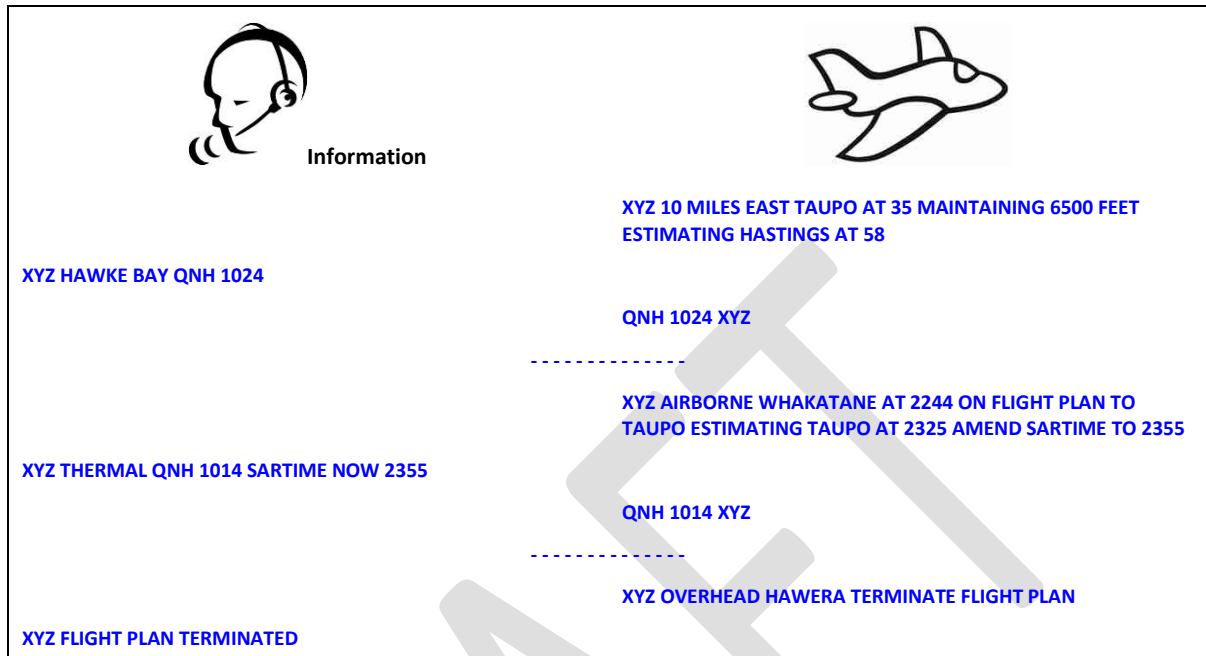 Information
XYZ 10 MILES EAST TAUPO AT 35 MAINTAINING 6500 FEET
ESTIMATING HASTINGS AT 58
XYZ HAWKE BAY QNH 1024
QNH 1024 XYZ
- - - - - - - - - - - - - -
XYZ AIRBORNE WHAKATANE AT 2244 ON FLIGHT PLAN TO
TAUPO ESTIMATING TAUPO AT 2325 AMEND SARTIME TO 2355
XYZ THERMAL QNH 1014 SARTIME NOW 2355
QNH 1014 XYZ
- - - - - - - - - - - - - -
XYZ OVERHEAD HAWERA TERMINATE FLIGHT PLAN
XYZ FLIGHT PLAN TERMINATED